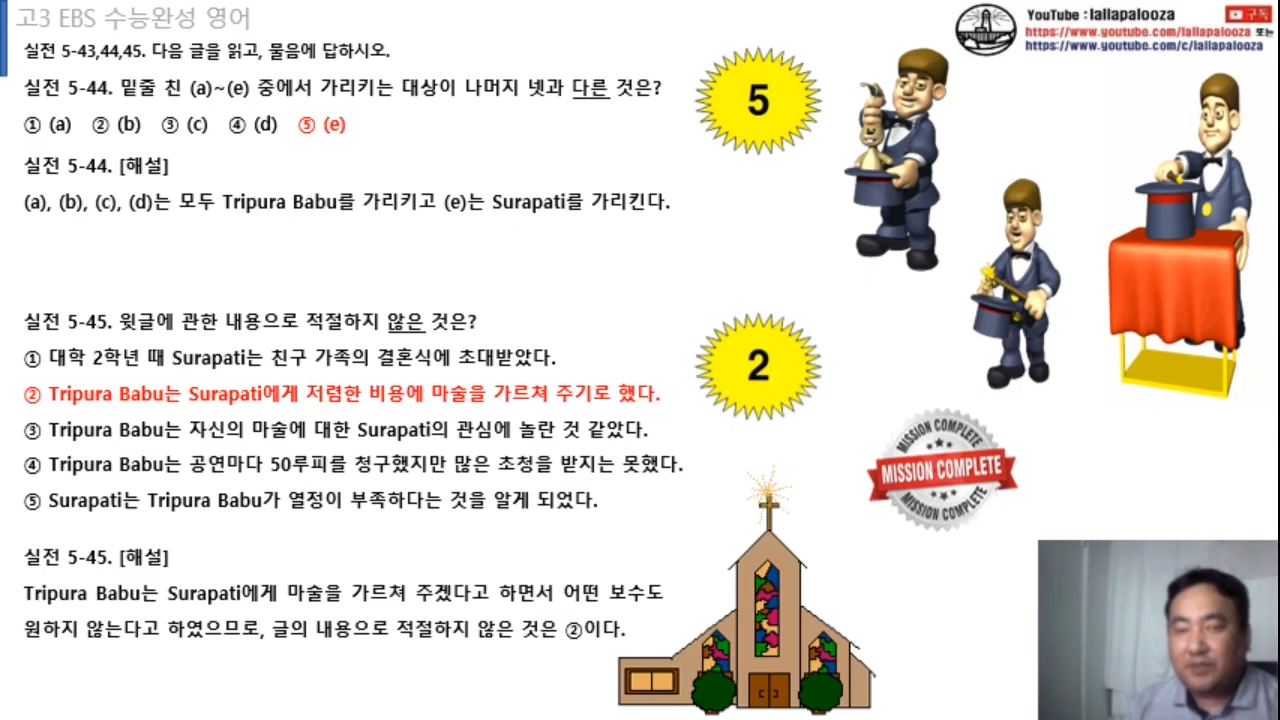 고3 EBS 수능완성 영어
YouTube : lallapalooza
구독
https://www.youtube.com/lallapalooza 또는
https://www.youtube.com/c/lallapalooza
실전 5-43,44,45. 다음 글을 읽고, 물음에 답하시오.
실전 5-44. 밑줄 친 (a)~(e) 중에서 가리키는 대상이 나머지 넷과 다른 것은?
① (a) ② (b) ③ (c) ④ (d) ⑤ (e)
5
실전 5-44. [해설]
(a), (b), (c), (d)는 모두 Tripura Babu를 가리키고 (e)는 Surapati를 가리킨다.
실전 5-45. 윗글에 관한 내용으로 적절하지 않은 것은?
① 대학 2학년 때 Surapati는 친구 가족의 결혼식에 초대받았다.
② Tripura Babu는 Surapati에게 저렴한 비용에 마술을 가르쳐 주기로 했다.
③ Tripura Babu는 자신의 마술에 대한 Surapati의 관심에 놀란 것 같았다.
④ Tripura Babu는 공연마다 50루피를 청구했지만 많은 초청을 받지는 못했다.
⑤ Surapati는 Tripura Babu가 열정이 부족하다는 것을 알게 되었다.
2
MISSION COMPLETE
MISSION COMPLETE
MISSION COMPLETE
실전 5-45. [해설]
Tripura Babu는 Surapati에게 마술을 가르쳐 주겠다고 하면서 어떤 보수도
원하지 않는다고 하였으므로, 글의 내용으로 적절하지 않은 것은 ②이다.